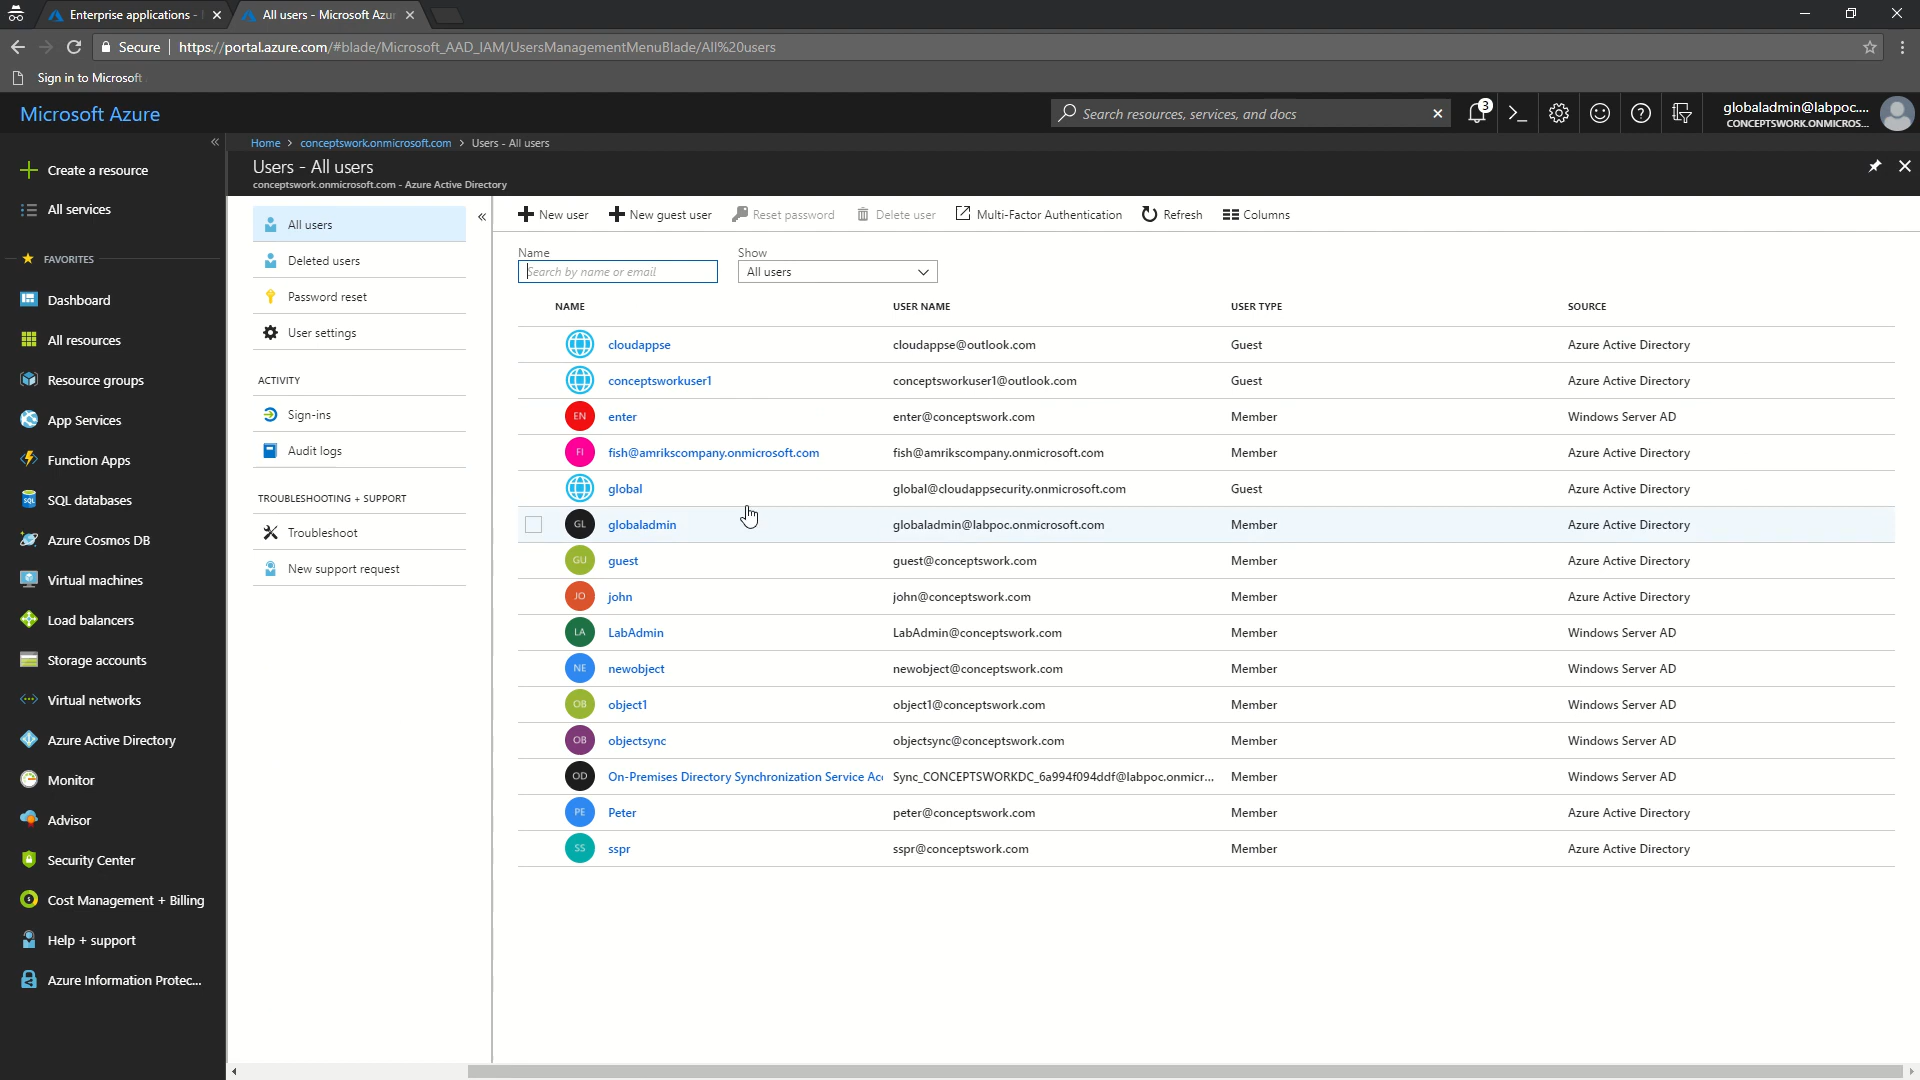 Enterprise applications -
All users - Microsoft Azu
Secure
https://portal.azure.com/#blade/Microsoft_AAD_IAM/UsersManagementMenuBlade/All%20users
Sign in to Microsoft
Microsoft Azure
Search resources, services, and docs
3
globaladmin@labpoc....
CONCEPTSWORK.ONMICROS...
Home > conceptswork.onmicrosoft.com > Users - All users
Users - All users
conceptswork.onmicrosoft.com - Azure Active Directory
Create a resource
All services
FAVORITES
Dashboard
All resources
Resource groups
App Services
Function Apps
SQL databases
Azure Cosmos DB
Virtual machines
Load balancers
Storage accounts
Virtual networks
Azure Active Directory
Monitor
Advisor
Security Center
Cost Management + Billing
Help + support
Azure Information Protec...
All users
Deleted users
Password reset
User settings
ACTIVITY
Sign-ins
Audit logs
TROUBLESHOOTING + SUPPORT
Troubleshoot
New support request
New user New guest user Reset password Delete user Multi-Factor Authentication Refresh Columns
Name Show
Search by name or email All users
NAME USER NAME USER TYPE SOURCE
cloudappse cloudappse@outlook.com Guest Azure Active Directory
conceptsworkuser1 conceptsworkuser1@outlook.com Guest Azure Active Directory
EN enter enter@conceptswork.com Member Windows Server AD
FI fish@amrikscompany.onmicrosoft.com fish@amrikscompany.onmicrosoft.com Member Azure Active Directory
global global@cloudappsecurity.onmicrosoft.com Guest Azure Active Directory
GL globaladmin globaladmin@labpoc.onmicrosoft.com Member Azure Active Directory
GU guest guest@conceptswork.com Member Azure Active Directory
JO john john@conceptswork.com Member Azure Active Directory
LA LabAdmin LabAdmin@conceptswork.com Member Windows Server AD
NE newobject newobject@conceptswork.com Member Windows Server AD
OB object1 object1@conceptswork.com Member Windows Server AD
OB objectsync objectsync@conceptswork.com Member Windows Server AD
OD On-Premises Directory Synchronization Service Acc Sync_CONCEPTSWORKDC_6a994f094ddf@labpoc.onmicr... Member Windows Server AD
PE Peter peter@conceptswork.com Member Azure Active Directory
SS sspr sspr@conceptswork.com Member Azure Active Directory